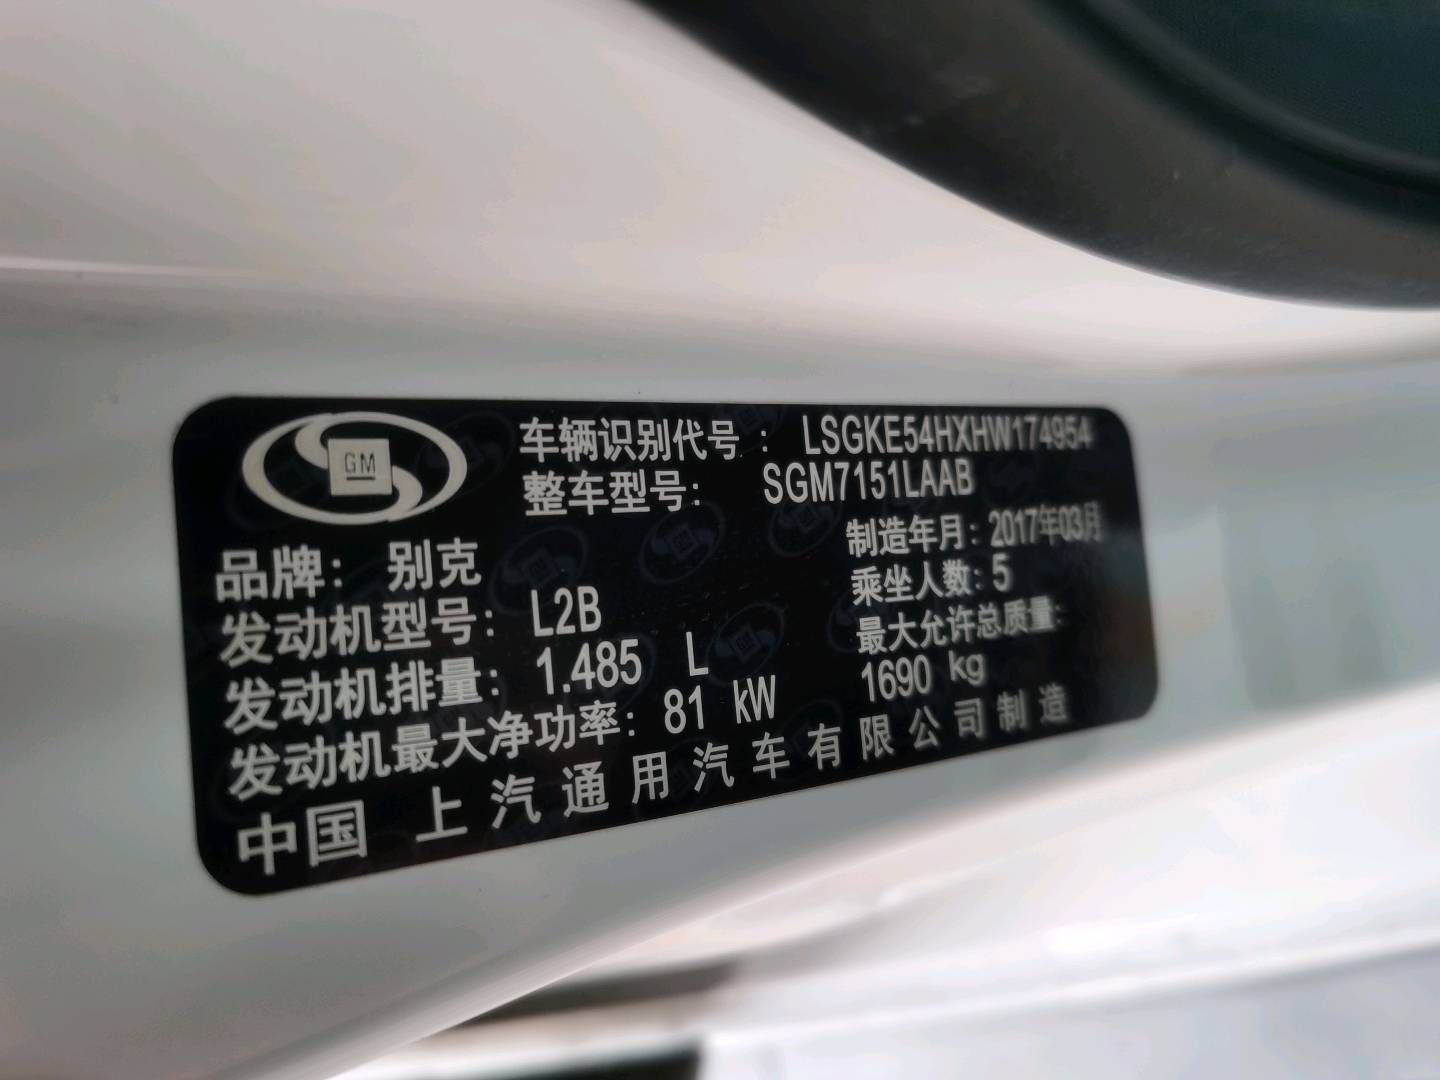 GM
车辆识别代号： LSGKE54HXHW174954
整车型号： SGM7151LAAB
品牌： 别克
制造年月：2017年03月
发动机型号： L2B
乘坐人数：5
发动机排量： 1.485 L
最大允许总质量：
发动机最大净功率：81 kW
1690 kg
中国 上汽通用汽车有限公司制造